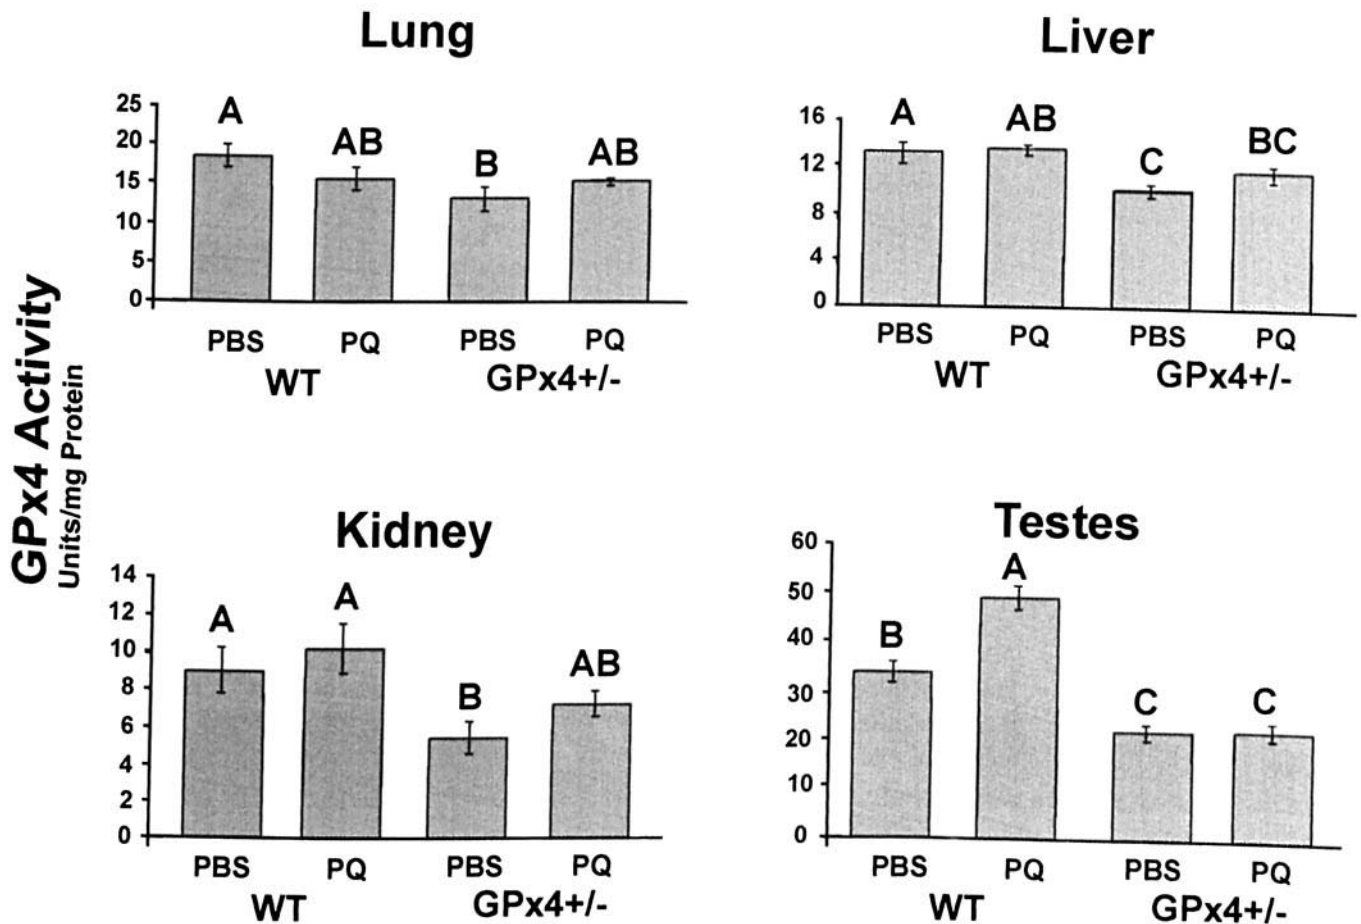 Lung
25
20
15
10
5
0
A
AB
B
AB
PBS PQ PBS PQ
WT GPx4+/-
Liver
16
12
8
4
0
A
AB
C
BC
PBS PQ PBS PQ
WT GPx4+/-
GPx4 Activity
Units/mg Protein
Kidney
14
12
10
8
6
4
2
0
A
A
B
AB
PBS PQ PBS PQ
WT GPx4+/-
Testes
60
50
40
30
20
10
0
B
A
C
C
PBS PQ PBS PQ
WT GPx4+/-